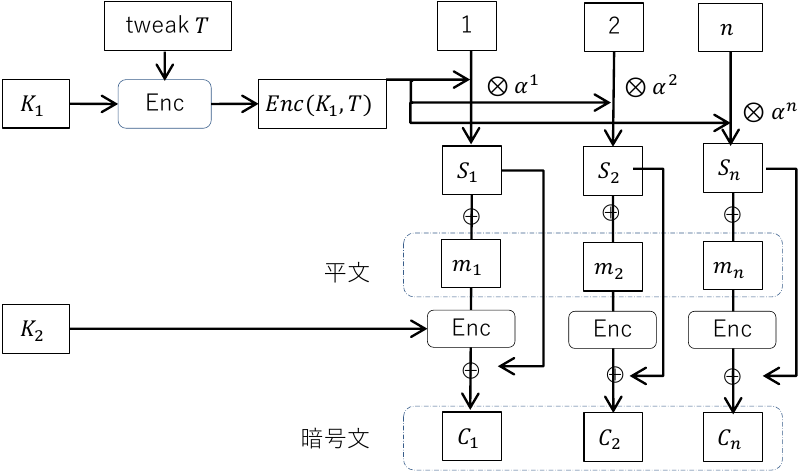 tweak T
1
2
n
K₁
Enc
Enc(K₁, T)
⊗ α¹
⊗ α²
⊗ αⁿ
S₁
S₂
Sₙ
⊕
⊕
⊕
平文
m₁
m₂
mₙ
K₂
Enc
Enc
Enc
⊕
⊕
⊕
暗号文
C₁
C₂
Cₙ